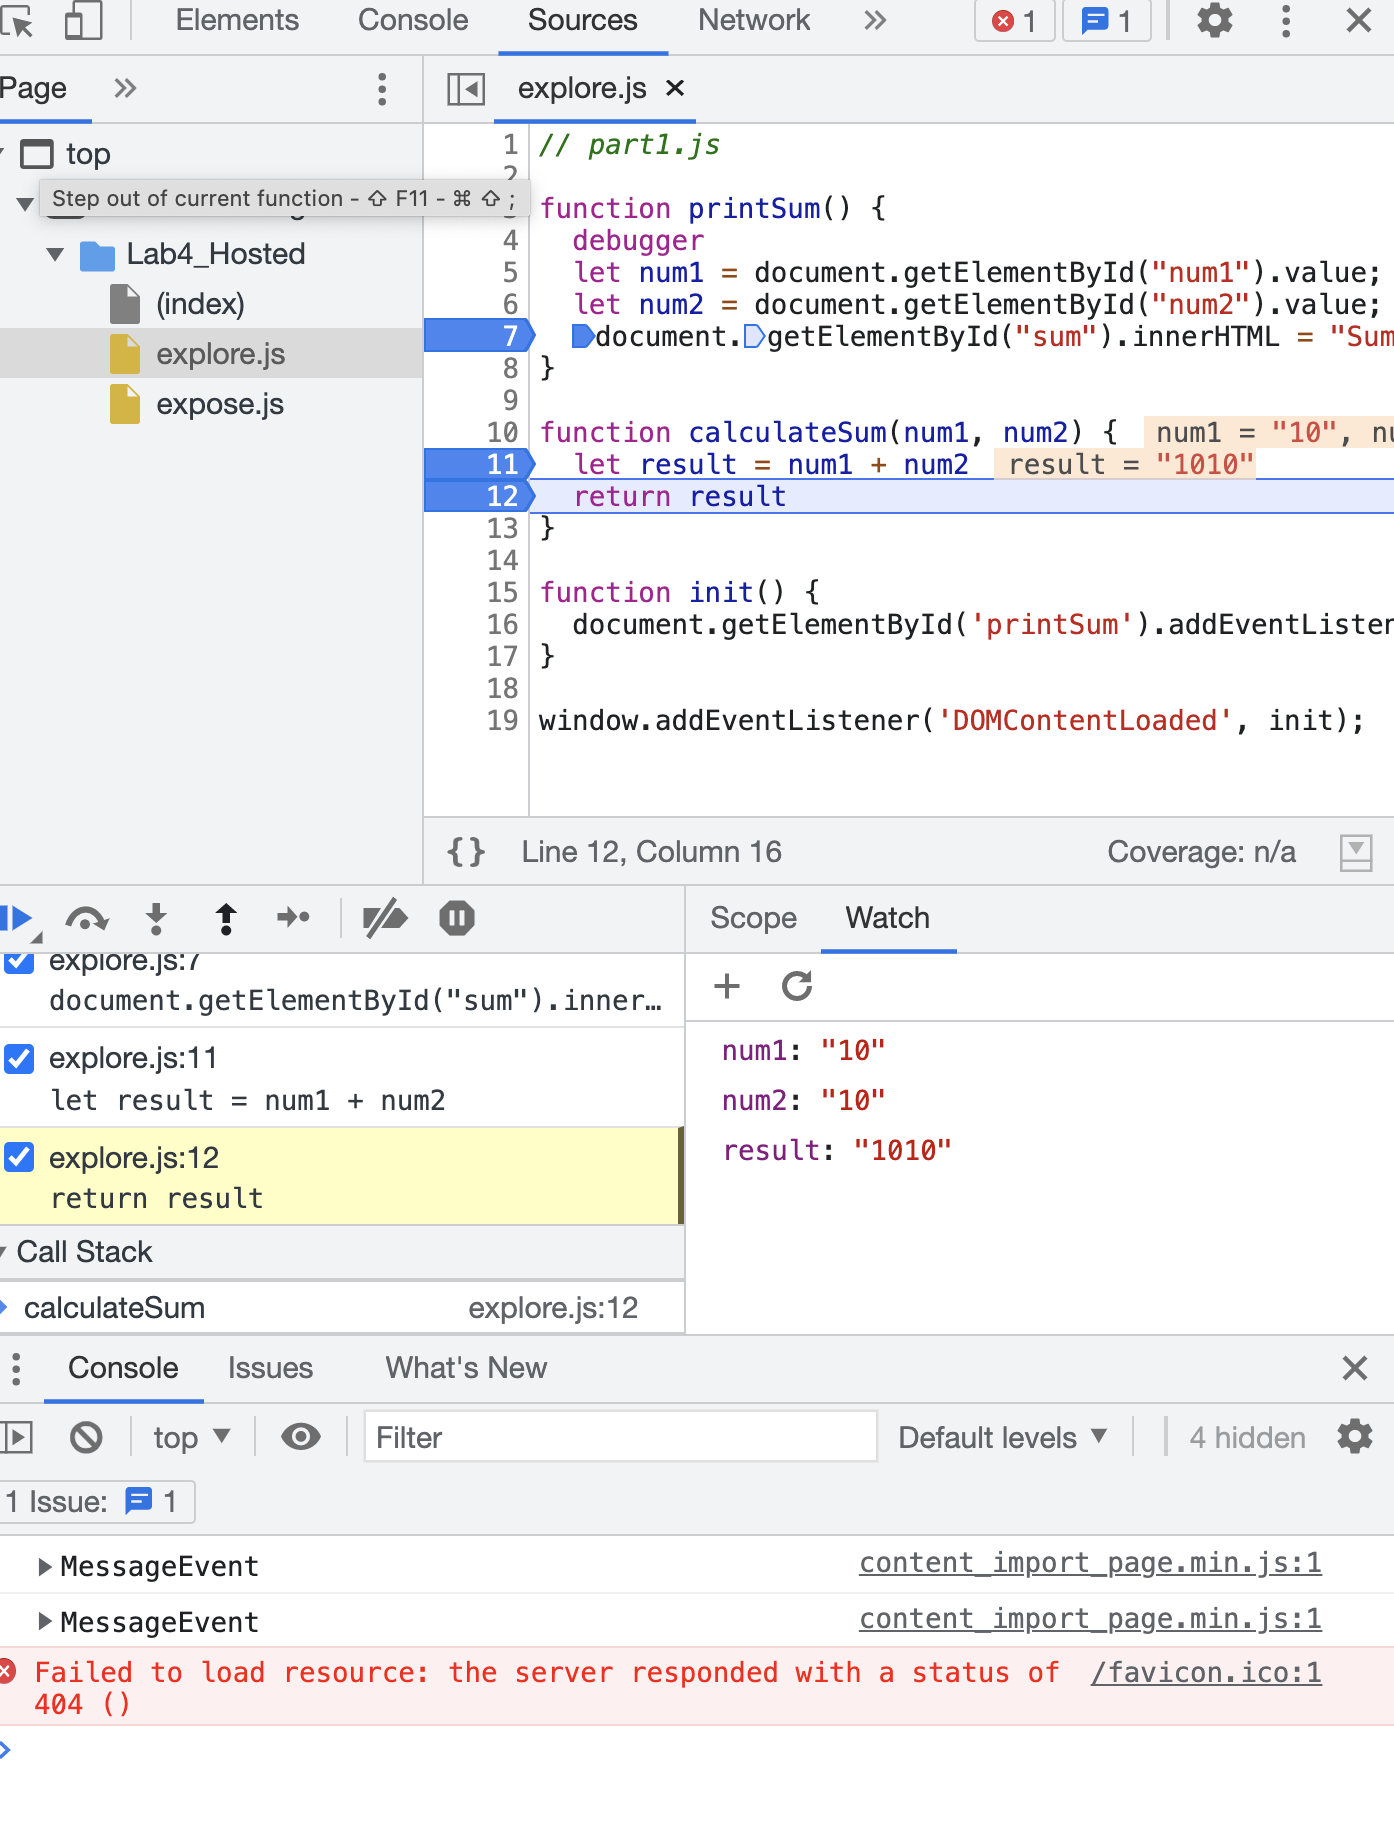 Elements Console Sources Network 1 1
Page explore.js
top
Step out of current function - ⇧ F11 - ⌘ ⇧ ;
Lab4_Hosted
(index)
explore.js
expose.js
1 // part1.js
2
3 function printSum() {
4 debugger
5 let num1 = document.getElementById("num1").value;
6 let num2 = document.getElementById("num2").value;
7 document.getElementById("sum").innerHTML = "Sum
8 }
9
10 function calculateSum(num1, num2) { num1 = "10", nu
11 let result = num1 + num2 result = "1010"
12 return result
13 }
14
15 function init() {
16 document.getElementById('printSum').addEventListen
17 }
18
19 window.addEventListener('DOMContentLoaded', init);
{} Line 12, Column 16 Coverage: n/a
Scope Watch
explore.js:7
document.getElementById("sum").inner…
explore.js:11
let result = num1 + num2
explore.js:12
return result
Call Stack
calculateSum explore.js:12
num1: "10"
num2: "10"
result: "1010"
Console Issues What's New
top Filter Default levels 4 hidden
1 Issue: 1
MessageEvent content_import_page.min.js:1
MessageEvent content_import_page.min.js:1
Failed to load resource: the server responded with a status of /favicon.ico:1
404 ()